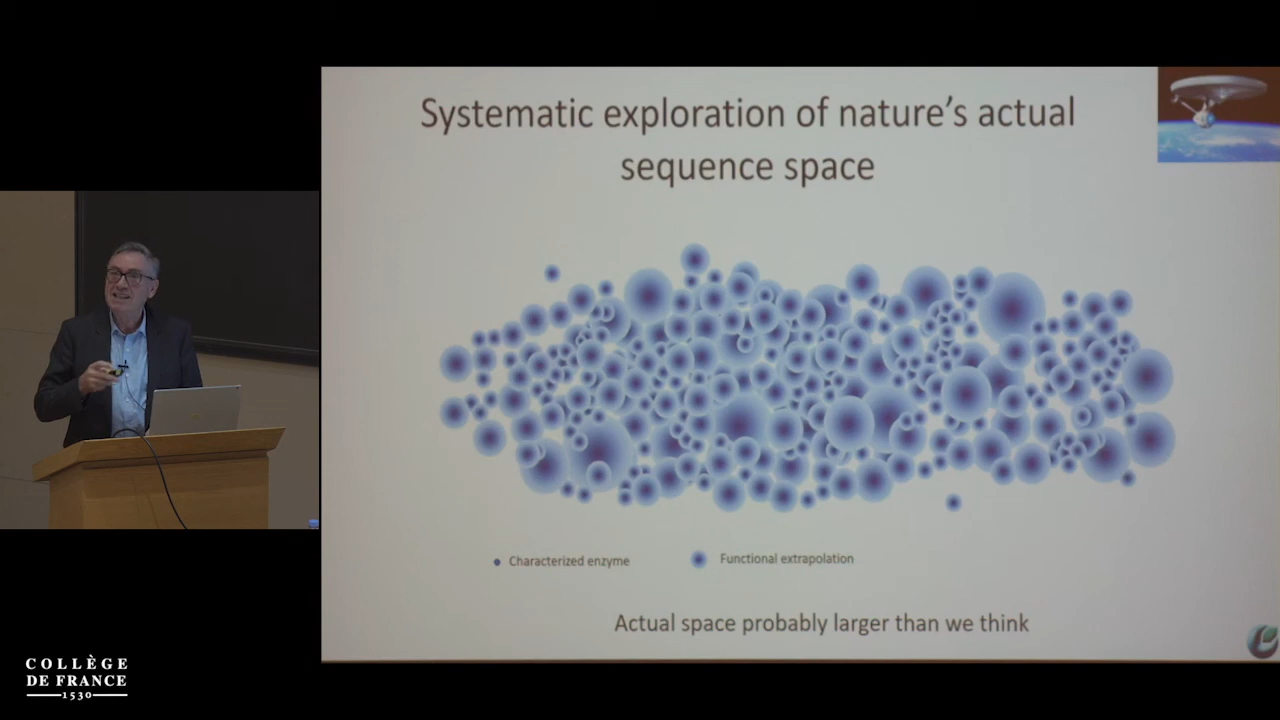 Systematic exploration of nature's actual
sequence space
Characterized enzyme
Functional extrapolation
Actual space probably larger than we think
COLLÈGE
DE FRANCE
1530